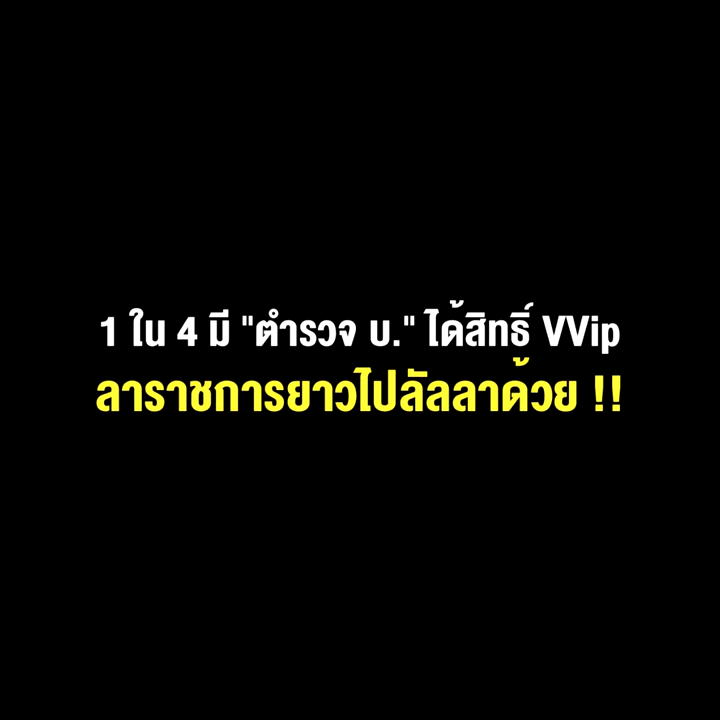 1 ใน 4 มี "ตำรวจ บ." ได้สิทธิ์ VVip
ลาราชการยาวไปลัลลาด้วย !!